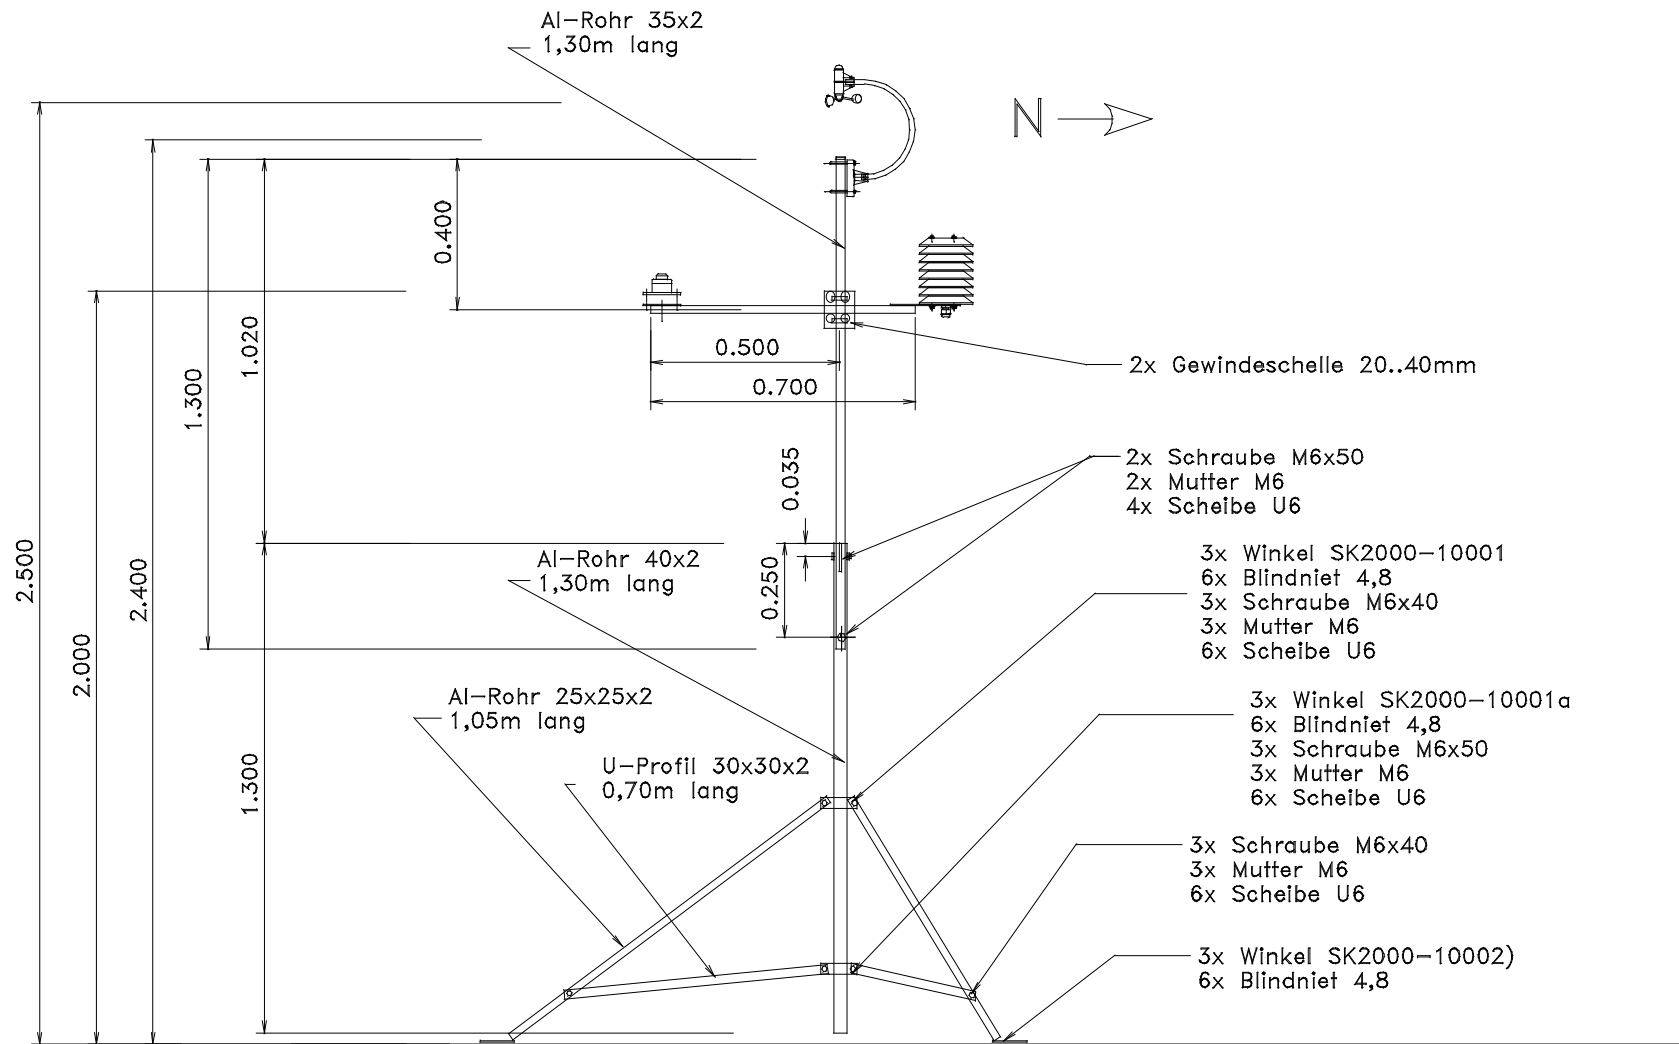 Al-Rohr 35x2
1,30m lang
N
0.400
1.020
1.300
0.500
0.700
2x Gewindeschelle 20..40mm
2x Schraube M6x50
2x Mutter M6
4x Scheibe U6
0.035
0.250
2.500
2.400
2.000
Al-Rohr 40x2
1,30m lang
3x Winkel SK2000-10001
6x Blindniet 4,8
3x Schraube M6x40
3x Mutter M6
6x Scheibe U6
Al-Rohr 25x25x2
1,05m lang
1.300
U-Profil 30x30x2
0,70m lang
3x Winkel SK2000-10001a
6x Blindniet 4,8
3x Schraube M6x50
3x Mutter M6
6x Scheibe U6
3x Schraube M6x40
3x Mutter M6
6x Scheibe U6
3x Winkel SK2000-10002)
6x Blindniet 4,8